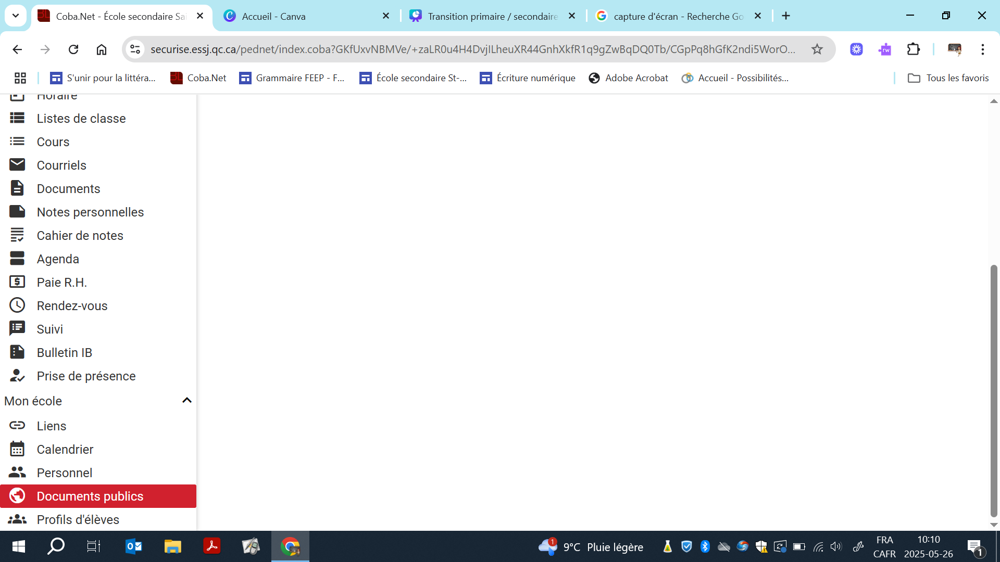 Coba.Net - École secondaire Sai
Accueil - Canva
Transition primaire / secondaire
capture d'écran - Recherche Go
securise.essj.qc.ca/pednet/index.coba?GKfUxvNBMVe/+zaLR0u4H4DvjILheuXR44GnhXkfR1q9gZwBqDQ0Tb/CGpPq8hGfK2ndi5WorO...
S'unir pour la littéra...
Coba.Net
Grammaire FEEP - F...
École secondaire St-...
Écriture numérique
Adobe Acrobat
Accueil - Possibilités...
Tous les favoris
Horaire
Listes de classe
Cours
Courriels
Documents
Notes personnelles
Cahier de notes
Agenda
Paie R.H.
Rendez-vous
Suivi
Bulletin IB
Prise de présence
Mon école
Liens
Calendrier
Personnel
Documents publics
Profils d'élèves
1
9°C Pluie légère
FRA
CAFR
10:10
2025-05-26
1